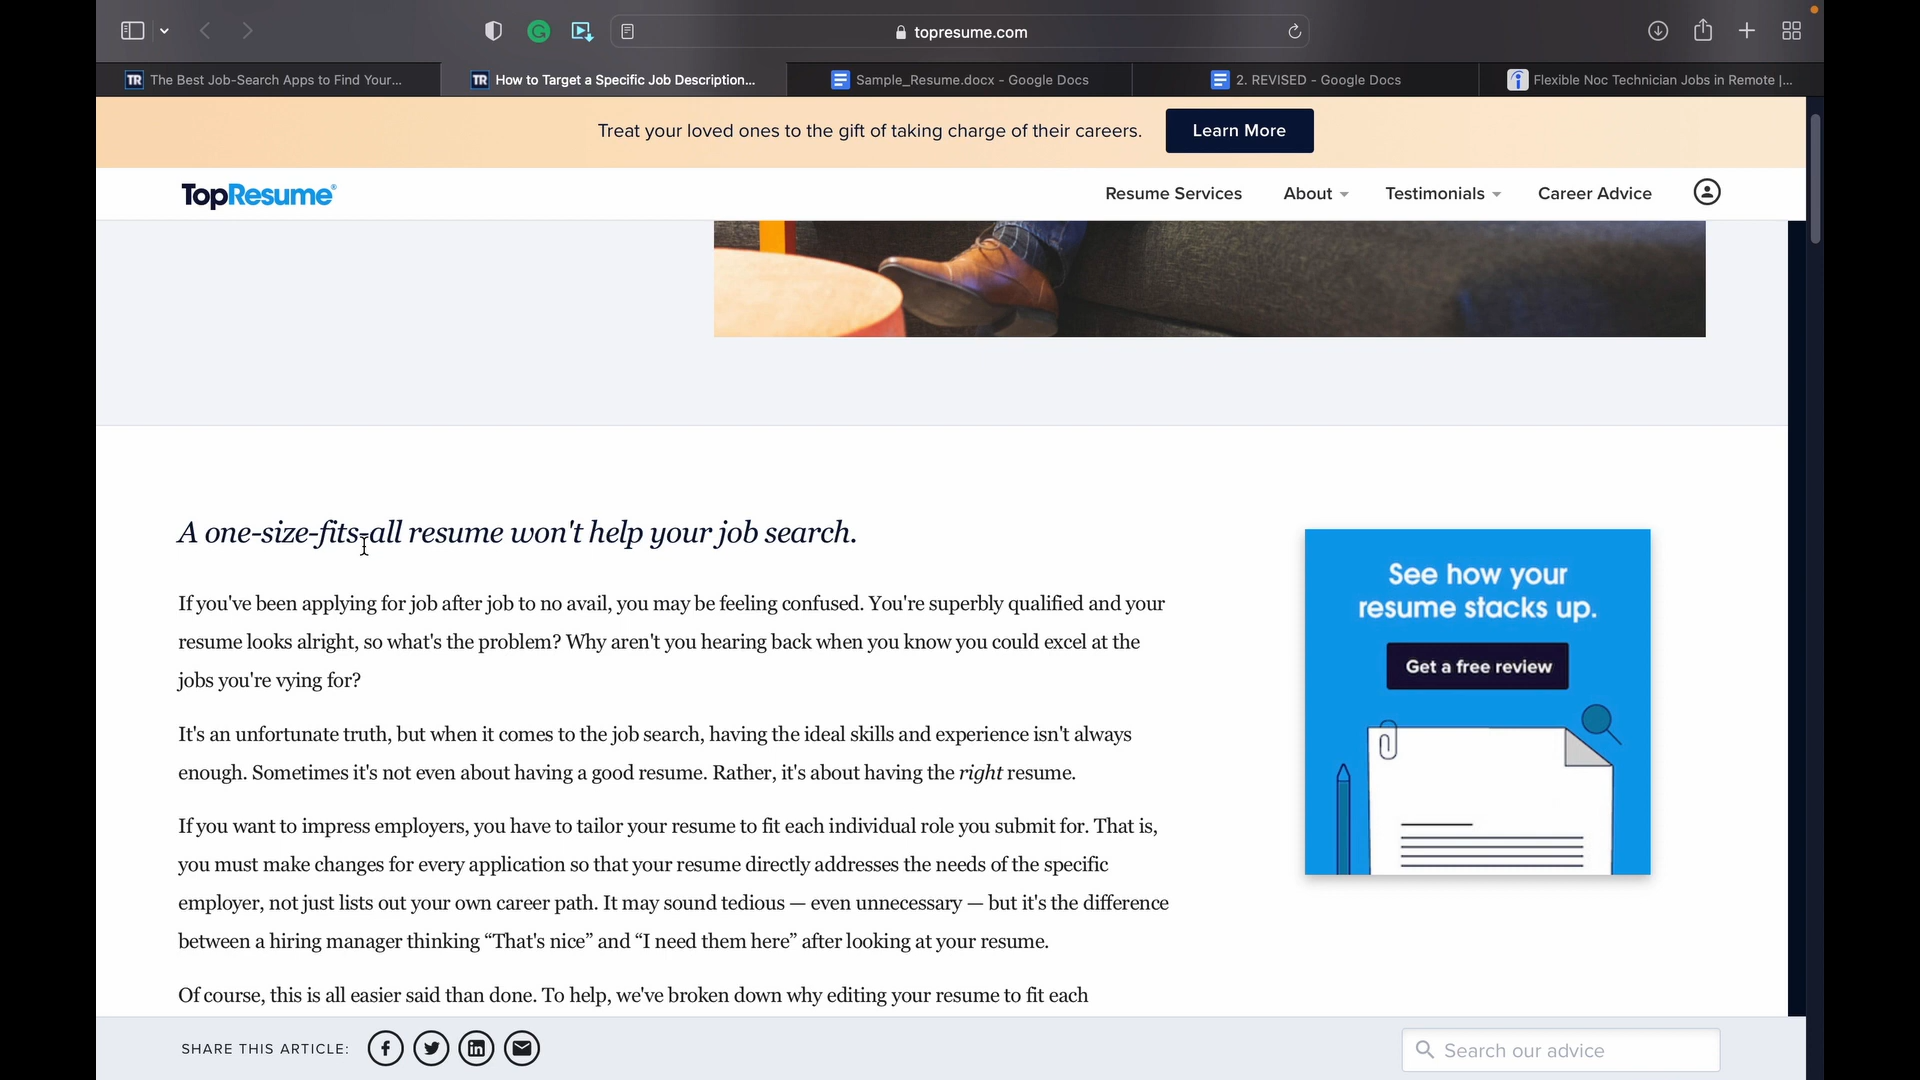 topresume.com
TR The Best Job-Search Apps to Find Your...
TR How to Target a Specific Job Description...
Sample_Resume.docx - Google Docs
2. REVISED - Google Docs
Flexible Noc Technician Jobs in Remote |...
Treat your loved ones to the gift of taking charge of their careers.
Learn More
TopResume®
Resume Services
About
Testimonials
Career Advice
A one-size-fits-all resume won't help your job search.
If you've been applying for job after job to no avail, you may be feeling confused. You're superbly qualified and your
resume looks alright, so what's the problem? Why aren't you hearing back when you know you could excel at the
jobs you're vying for?
It's an unfortunate truth, but when it comes to the job search, having the ideal skills and experience isn't always
enough. Sometimes it's not even about having a good resume. Rather, it's about having the right resume.
If you want to impress employers, you have to tailor your resume to fit each individual role you submit for. That is,
you must make changes for every application so that your resume directly addresses the needs of the specific
employer, not just lists out your own career path. It may sound tedious — even unnecessary — but it's the difference
between a hiring manager thinking “That's nice” and “I need them here” after looking at your resume.
Of course, this is all easier said than done. To help, we've broken down why editing your resume to fit each
See how your
resume stacks up.
Get a free review
SHARE THIS ARTICLE:
Search our advice